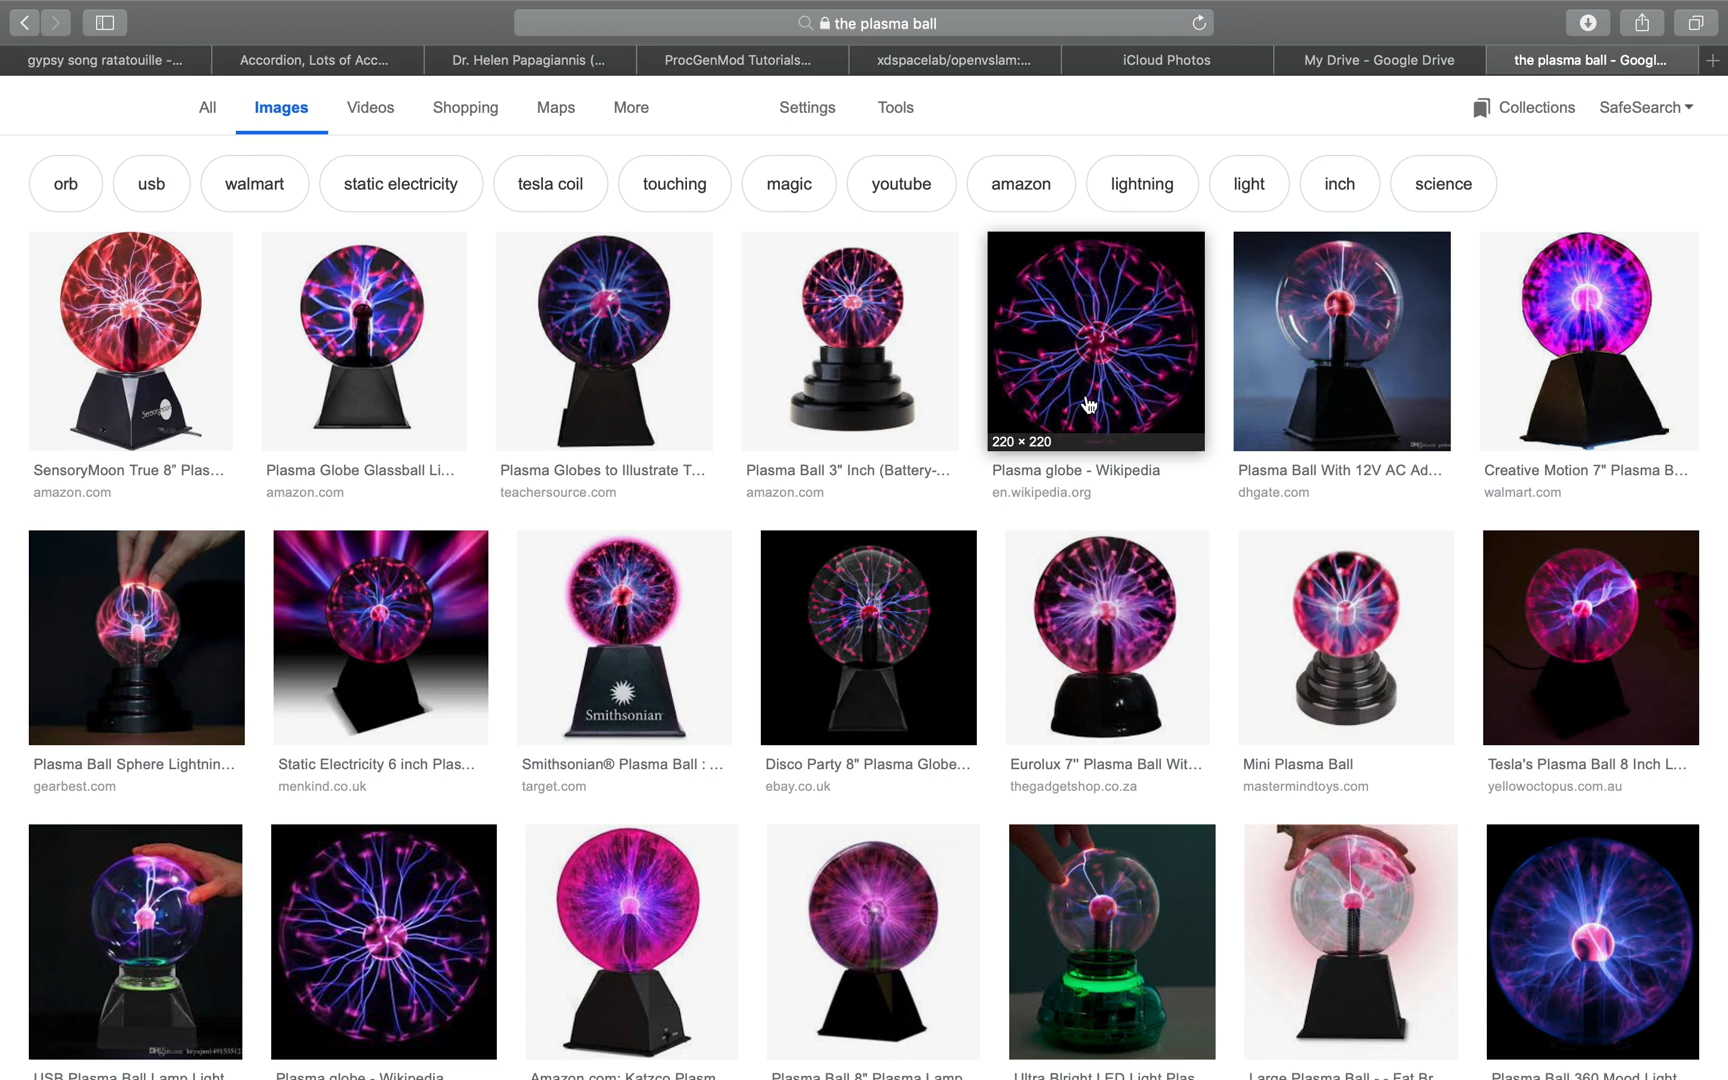 the plasma ball
gypsy song ratatouille -...
Accordion, Lots of Acc...
Dr. Helen Papagiannis (...
ProcGenMod Tutorials...
xdspacelab/openvslam:...
iCloud Photos
My Drive - Google Drive
the plasma ball - Googl...
All
Images
Videos
Shopping
Maps
More
Settings
Tools
Collections
SafeSearch
orb
usb
walmart
static electricity
tesla coil
touching
magic
youtube
amazon
lightning
light
inch
science
220 × 220
SensoryMoon True 8" Plas...
amazon.com
Plasma Globe Glassball Li...
amazon.com
Plasma Globes to Illustrate T...
teachersource.com
Plasma Ball 3" Inch (Battery-...
amazon.com
Plasma globe - Wikipedia
en.wikipedia.org
Plasma Ball With 12V AC Ad...
dhgate.com
Creative Motion 7" Plasma B...
walmart.com
Smithsonian
Plasma Ball Sphere Lightnin...
gearbest.com
Static Electricity 6 inch Plas...
menkind.co.uk
Smithsonian® Plasma Ball : ...
target.com
Disco Party 8" Plasma Globe...
ebay.co.uk
Eurolux 7" Plasma Ball Wit...
thegadgetshop.co.za
Mini Plasma Ball
mastermindtoys.com
Tesla's Plasma Ball 8 Inch L...
yellowoctopus.com.au
USB Plasma Ball Lamp Light
Plasma globe - Wikipedia
Amazon.com: Katzco Plasm
Plasma Ball 8" Plasma Lamp
Ultra Bright LED Light Plas
Large Plasma Ball - - Fat Br
Plasma Ball 360 Mood Light